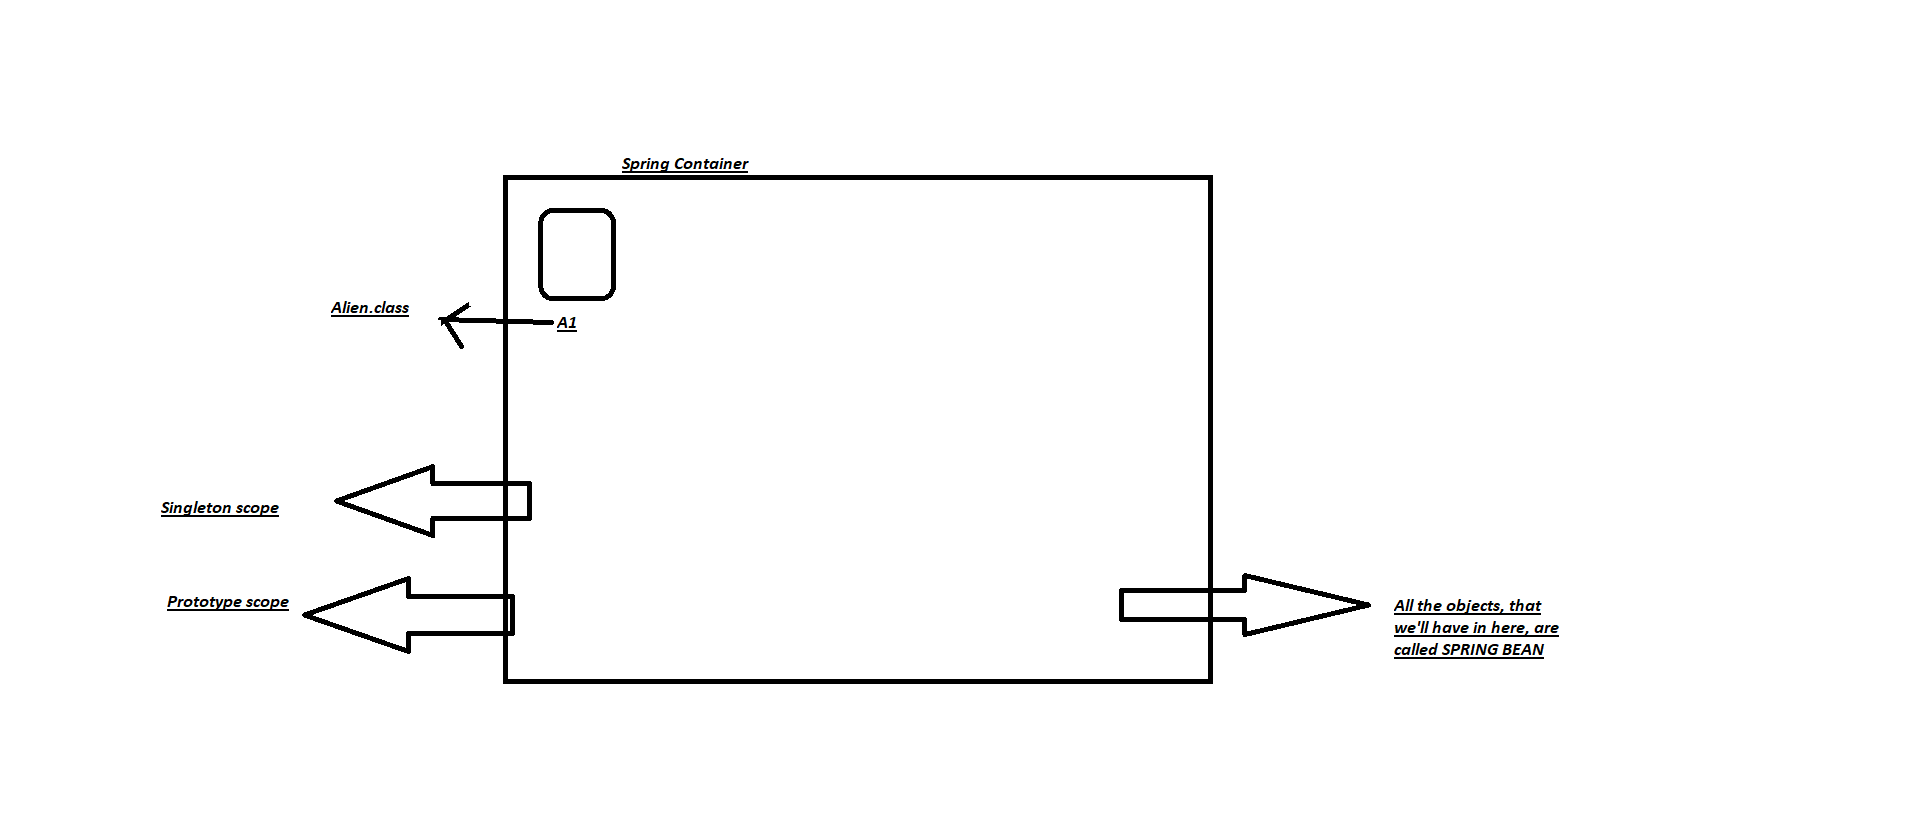 Spring Container
Alien.class
A1
Singleton scope
Prototype scope
All the objects, that
we'll have in here, are
called SPRING BEAN